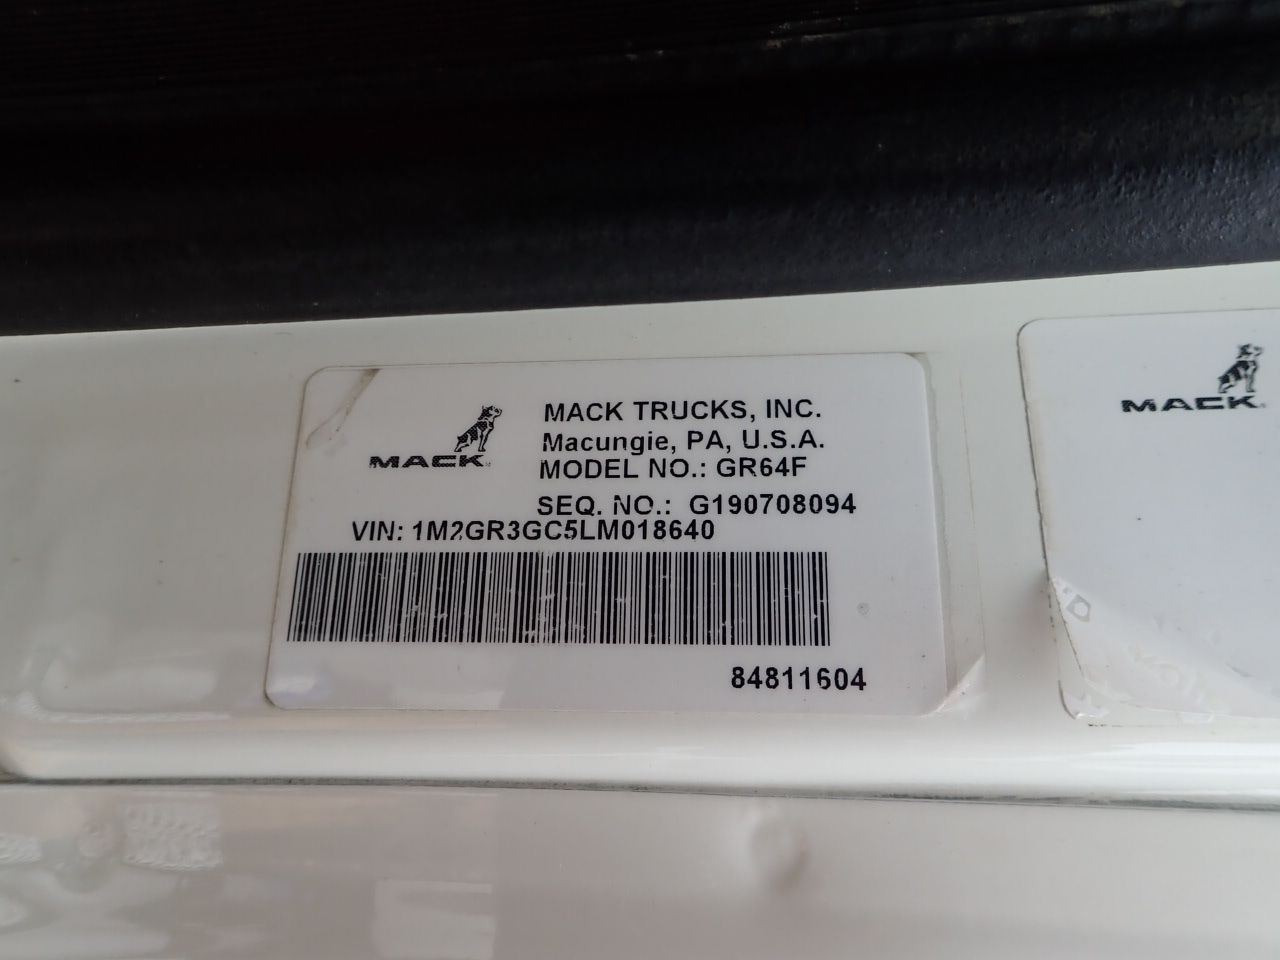 MACK
MACK TRUCKS, INC.
Macungie, PA, U.S.A.
MODEL NO.: GR64F
SEQ. NO.: G190708094
VIN: 1M2GR3GC5LM018640
84811604
MACK